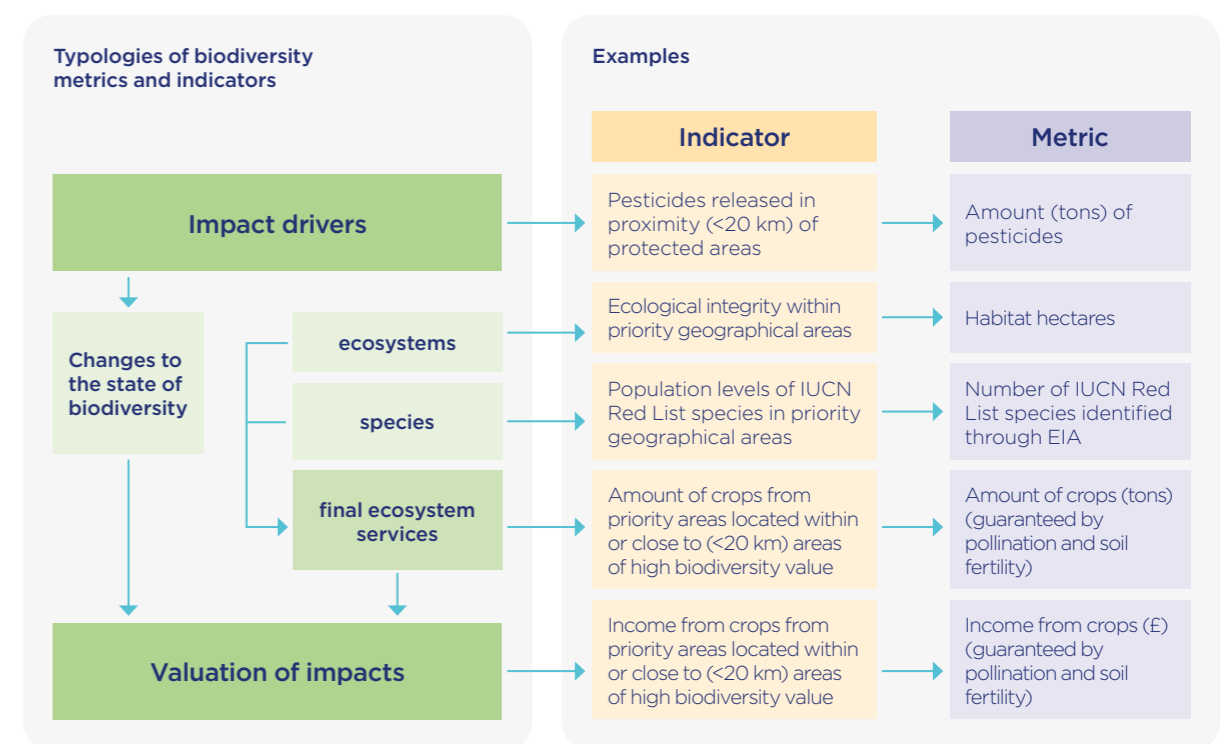 Typologies of biodiversity
metrics and indicators
Examples
Indicator
Metric
Impact drivers
Pesticides released in
proximity (<20 km) of
protected areas
Amount (tons) of
pesticides
Changes to
the state of
biodiversity
ecosystems
Ecological integrity within
priority geographical areas
Habitat hectares
species
Population levels of IUCN
Red List species in priority
geographical areas
Number of IUCN Red
List species identified
through EIA
final ecosystem
services
Amount of crops from
priority areas located within
or close to (<20 km) areas
of high biodiversity value
Amount of crops (tons)
(guaranteed by
pollination and soil
fertility)
Valuation of impacts
Income from crops from
priority areas located within
or close to (<20 km) areas
of high biodiversity value
Income from crops (£)
(guaranteed by
pollination and soil
fertility)